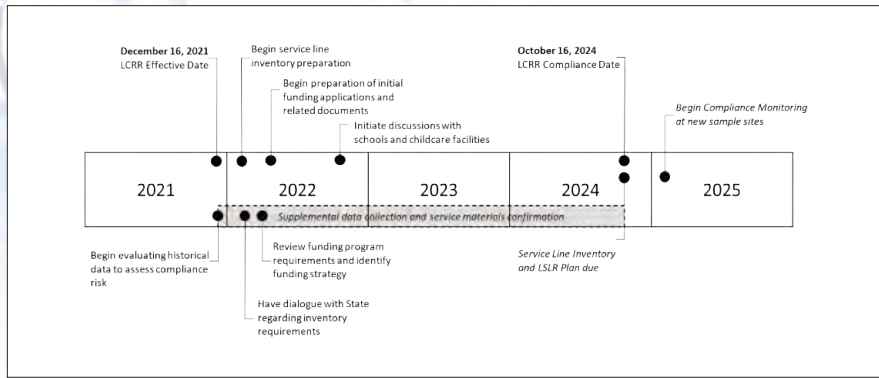 December 16, 2021
LCRR Effective Date
Begin service line
inventory preparation
Begin preparation of initial
funding applications and
related documents
Initiate discussions with
schools and childcare facilities
October 16, 2024
LCRR Compliance Date
Begin Compliance Monitoring
at new sample sites
2021
2022
2023
2024
2025
Supplemental data collection and service materials confirmation
Begin evaluating historical
data to assess compliance
risk
Review funding program
requirements and identify
funding strategy
Have dialogue with State
regarding inventory
requirements
Service Line Inventory
and LSLR Plan due